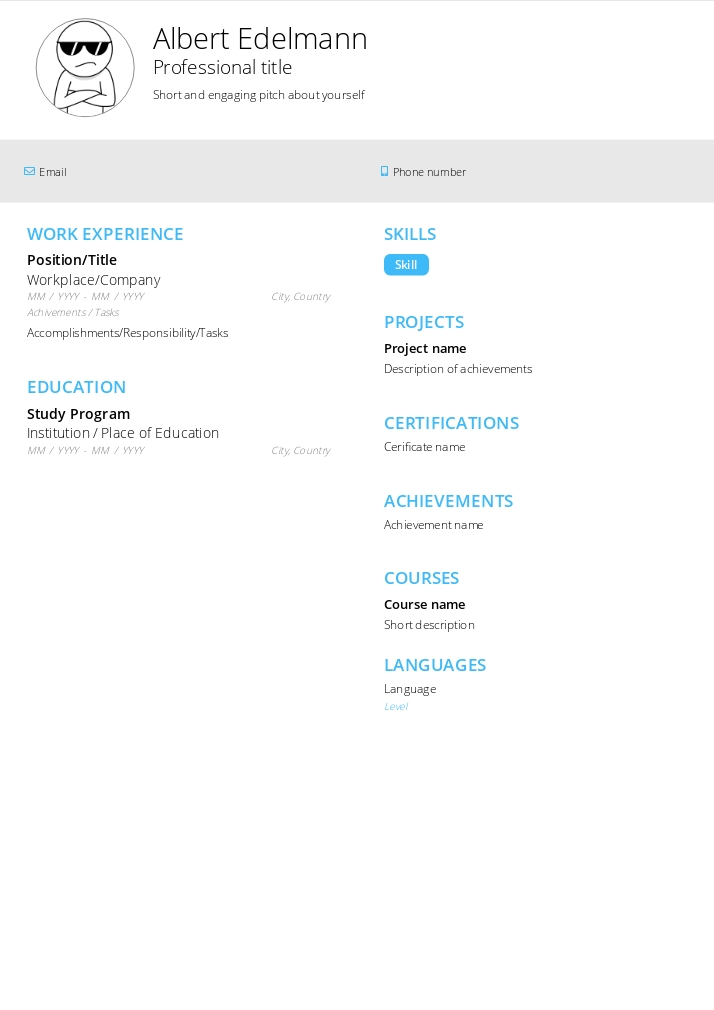 Albert Edelmann
Professional title
Short and engaging pitch about yourself
Email
Phone number
WORK EXPERIENCE
Position/Title
Workplace/Company
MM / YYYY - MM / YYYY City, Country
Achivements / Tasks
Accomplishments/Responsibility/Tasks
EDUCATION
Study Program
Institution / Place of Education
MM / YYYY - MM / YYYY City, Country
SKILLS
Skill
PROJECTS
Project name
Description of achievements
CERTIFICATIONS
Cerificate name
ACHIEVEMENTS
Achievement name
COURSES
Course name
Short description
LANGUAGES
Language
Level